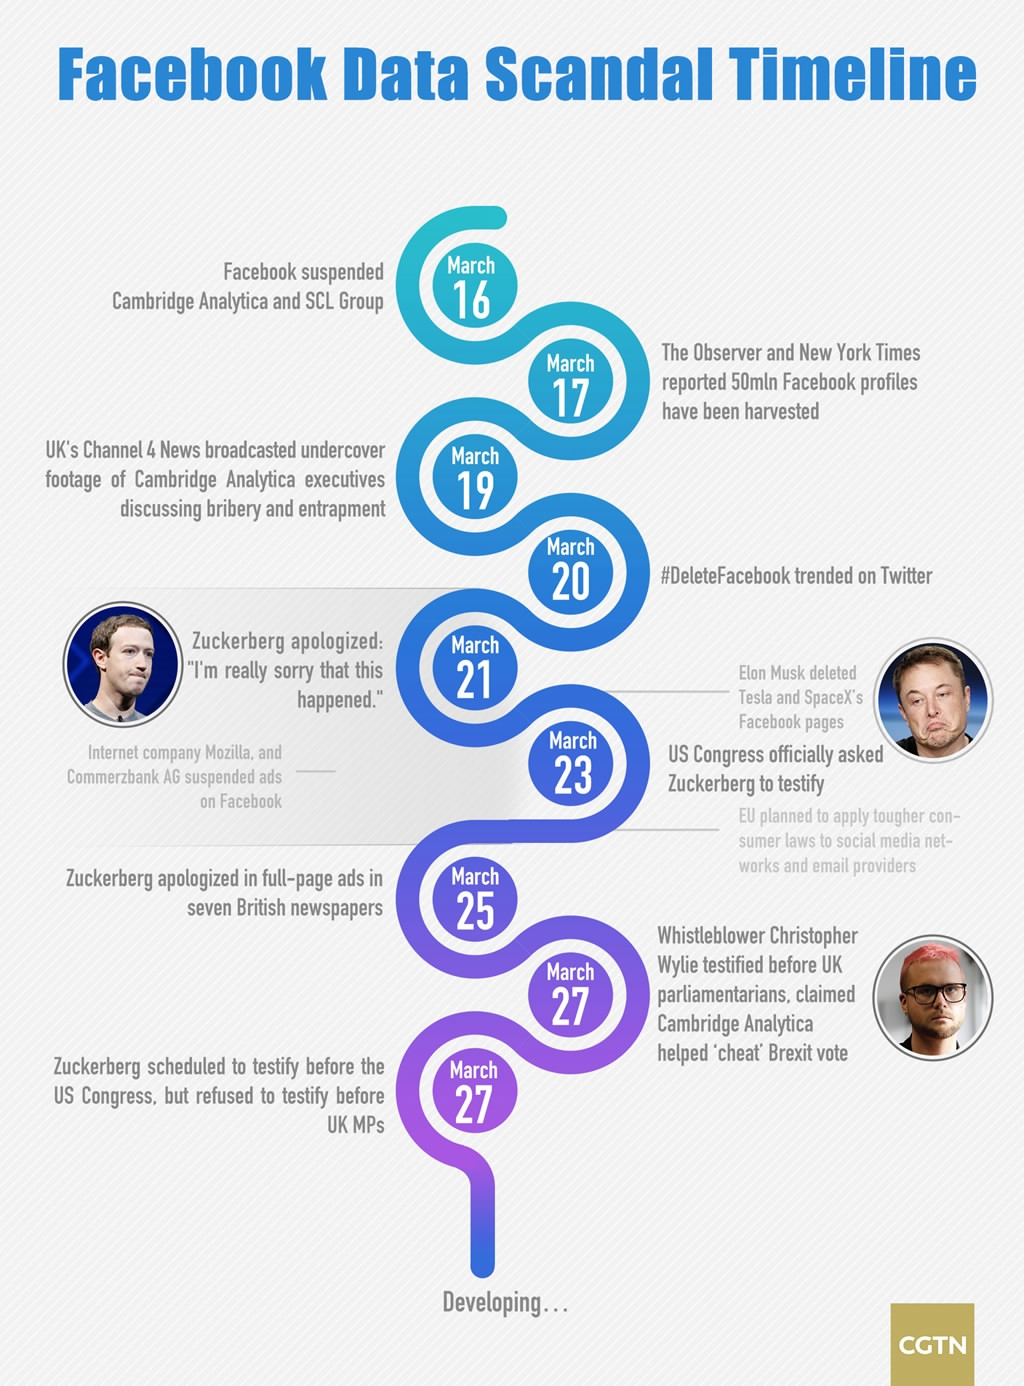 Facebook Data Scandal Timeline
March
16
Facebook suspended
Cambridge Analytica and SCL Group
March
17
The Observer and New York Times
reported 50mln Facebook profiles
have been harvested
March
19
UK's Channel 4 News broadcasted undercover
footage of Cambridge Analytica executives
discussing bribery and entrapment
March
20
#DeleteFacebook trended on Twitter
March
21
Zuckerberg apologized:
"I'm really sorry that this
happened."
Internet company Mozilla, and
Commerzbank AG suspended ads
on Facebook
Elon Musk deleted
Tesla and SpaceX's
Facebook pages
March
23
US Congress officially asked
Zuckerberg to testify
EU planned to apply tougher con-
sumer laws to social media net-
works and email providers
March
25
Zuckerberg apologized in full-page ads in
seven British newspapers
March
27
Whistleblower Christopher
Wylie testified before UK
parliamentarians, claimed
Cambridge Analytica
helped ‘cheat’ Brexit vote
March
27
Zuckerberg scheduled to testify before the
US Congress, but refused to testify before
UK MPs
Developing...
CGTN